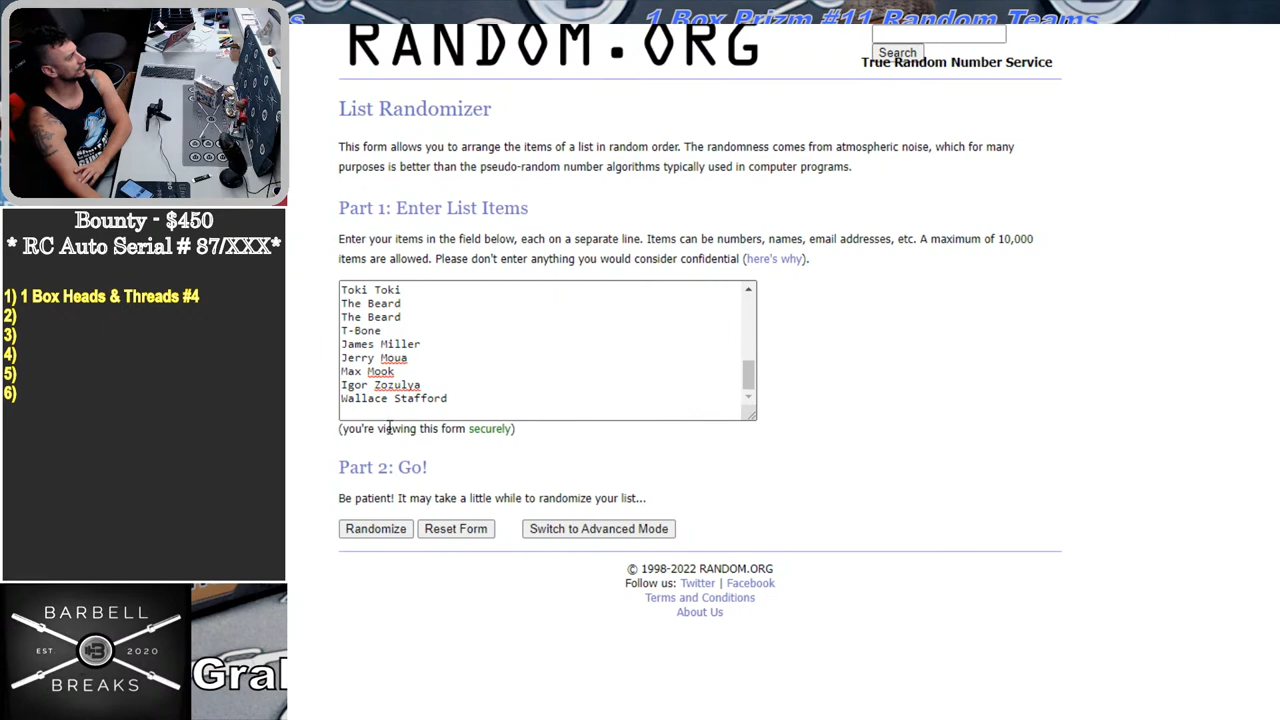 1 Box Prizm #11 Random Teams
RANDOM.ORG
Search
True Random Number Service
List Randomizer
This form allows you to arrange the items of a list in random order. The randomness comes from atmospheric noise, which for many
purposes is better than the pseudo-random number algorithms typically used in computer programs.
Part 1: Enter List Items
Enter your items in the field below, each on a separate line. Items can be numbers, names, email addresses, etc. A maximum of 10,000
items are allowed. Please don't enter anything you would consider confidential (here's why).
Toki Toki
The Beard
The Beard
T-Bone
James Miller
Jerry Moua
Max Mook
Igor Zozulya
Wallace Stafford
(you're viewing this form securely)
Part 2: Go!
Be patient! It may take a little while to randomize your list...
Randomize
Reset Form
Switch to Advanced Mode
© 1998-2022 RANDOM.ORG
Follow us: Twitter | Facebook
Terms and Conditions
About Us
Bounty - $450
* RC Auto Serial # 87/XXX*
1) 1 Box Heads & Threads #4
2)
3)
4)
5)
6)
BARBELL
EST 2020
B
BREAKS
Gral